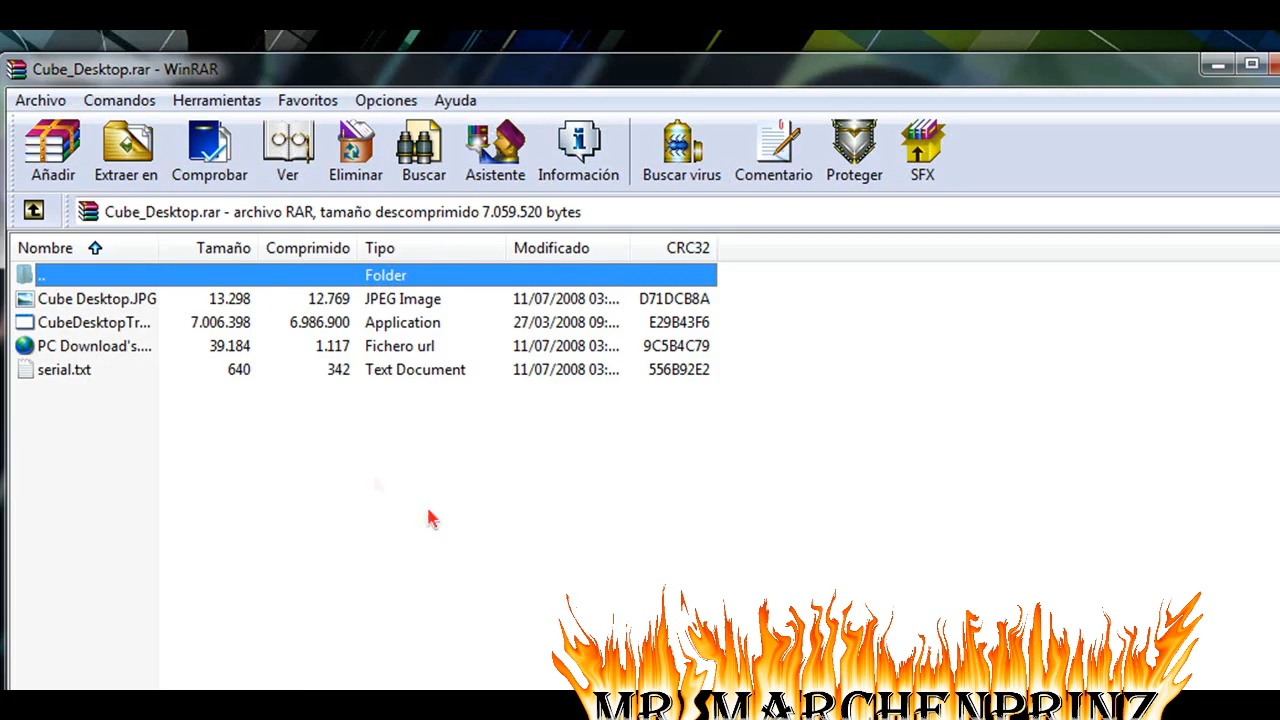 Cube_Desktop.rar - WinRAR
Archivo Comandos Herramientas Favoritos Opciones Ayuda
Añadir Extraer en Comprobar Ver Eliminar Buscar Asistente Información Buscar virus Comentario Proteger SFX
Cube_Desktop.rar - archivo RAR, tamaño descomprimido 7.059.520 bytes
Nombre Tamaño Comprimido Tipo Modificado CRC32
.. Folder
Cube Desktop.JPG 13.298 12.769 JPEG Image 11/07/2008 03:... D71DCB8A
CubeDesktopTr... 7.006.398 6.986.900 Application 27/03/2008 09:... E29B43F6
PC Download's.... 39.184 1.117 Fichero url 11/07/2008 03:... 9C5B4C79
serial.txt 640 342 Text Document 11/07/2008 03:... 556B92E2
MR MARCHENPRINZ